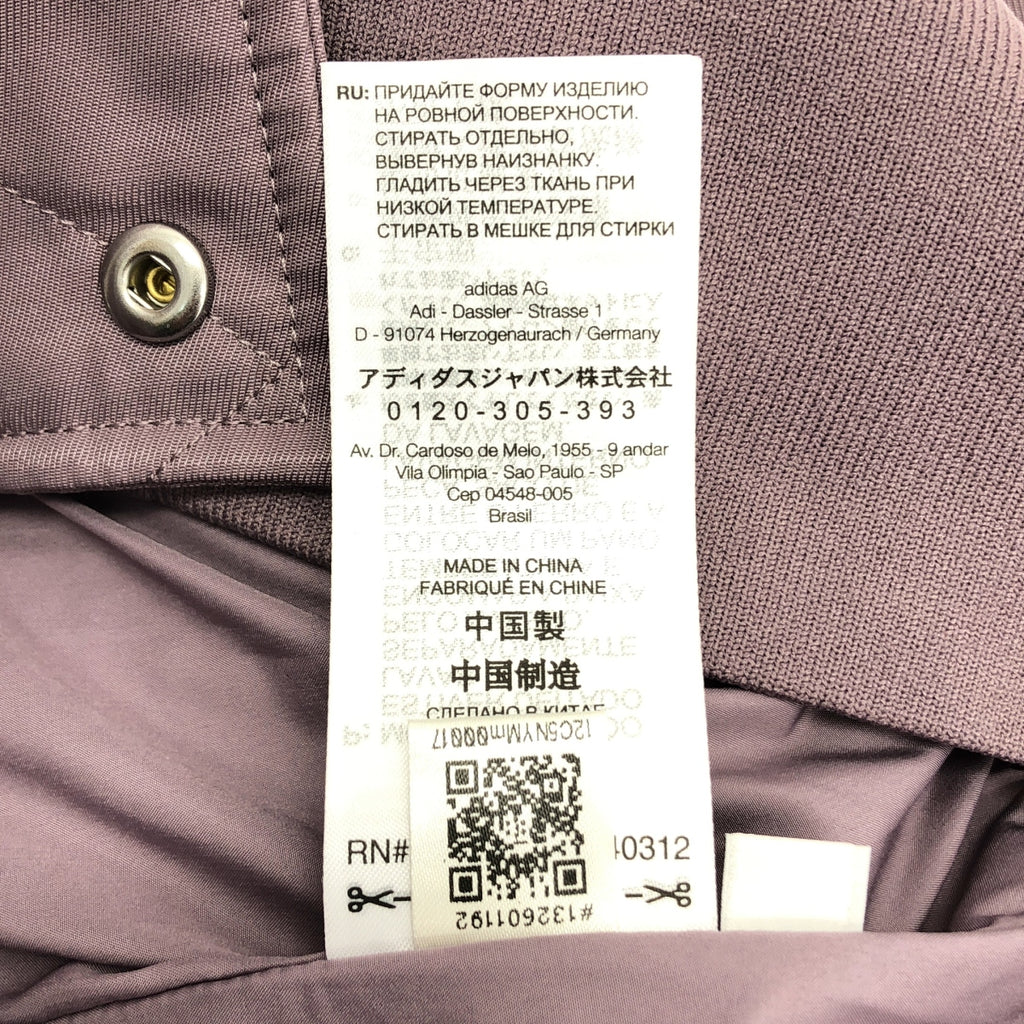 RU: ПРИДАЙТЕ ФОРМУ ИЗДЕЛИЮ
НА РОВНОЙ ПОВЕРХНОСТИ.
СТИРАТЬ ОТДЕЛЬНО,
ВЫВЕРНУВ НАИЗНАНКУ.
ГЛАДИТЬ ЧЕРЕЗ ТКАНЬ ПРИ
НИЗКОЙ ТЕМПЕРАТУРЕ.
СТИРАТЬ В МЕШКЕ ДЛЯ СТИРКИ
adidas AG
Adi - Dassler - Strasse 1
D - 91074 Herzogenaurach / Germany
アディダスジャパン株式会社
0120-305-393
Av. Dr. Cardoso de Melo, 1955 - 9 andar
Vila Olimpia - Sao Paulo - SP
Cep 04548-005
Brasil
MADE IN CHINA
FABRIQUÉ EN CHINE
中国製
中国制造
СДЕЛАНО В КИТАЕ
12C5NYMm00017
RN# 40312
#132601192